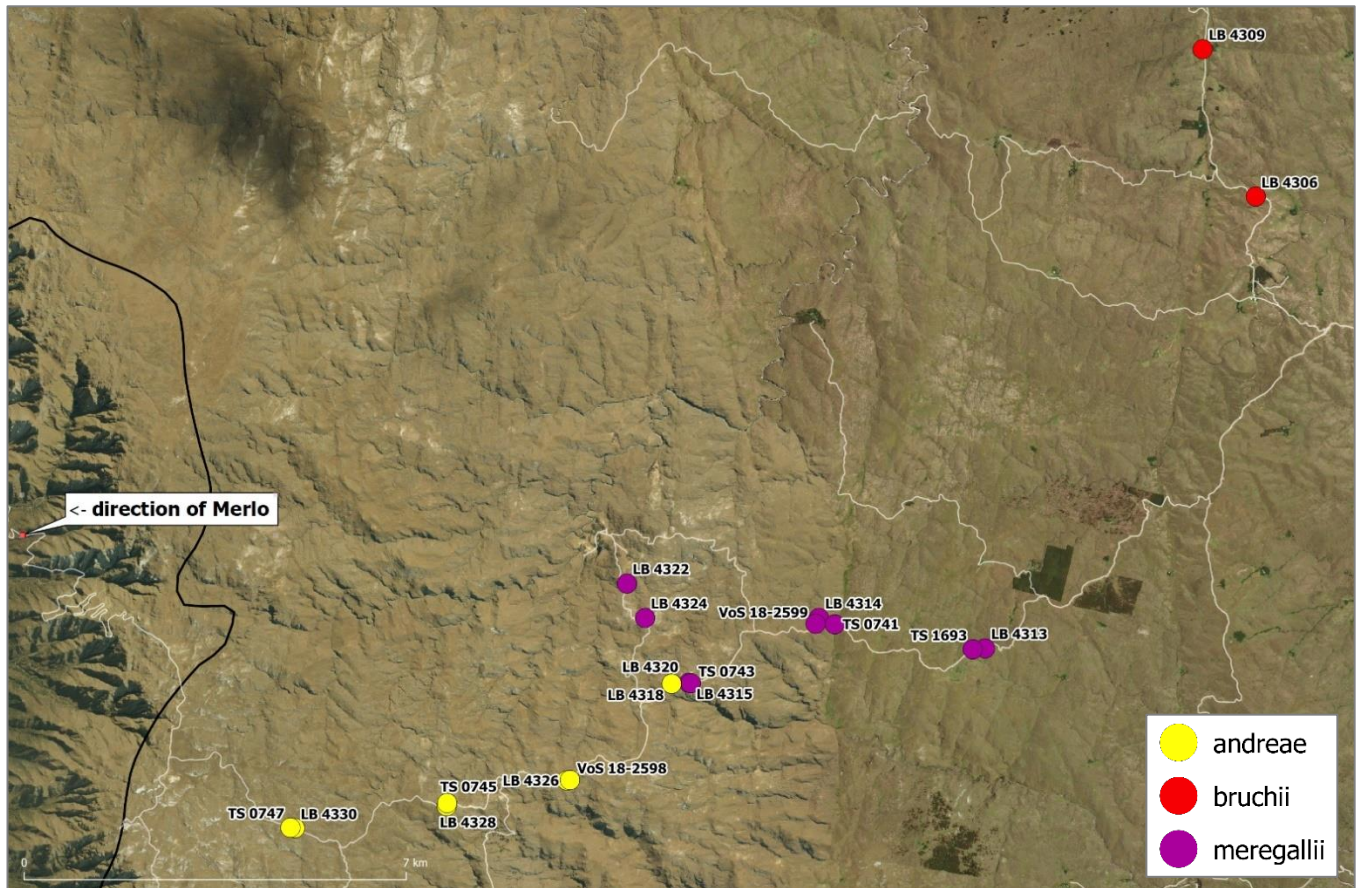 LB 4309
LB 4306
<- direction of Merlo
LB 4322
LB 4324
VoS 18-2599
LB 4314
TS 0741
TS 1693
LB 4313
LB 4320
TS 0743
LB 4318
LB 4315
VoS 18-2598
LB 4326
TS 0745
LB 4328
TS 0747
LB 4330
0
7 km
andreae
bruchii
meregallii